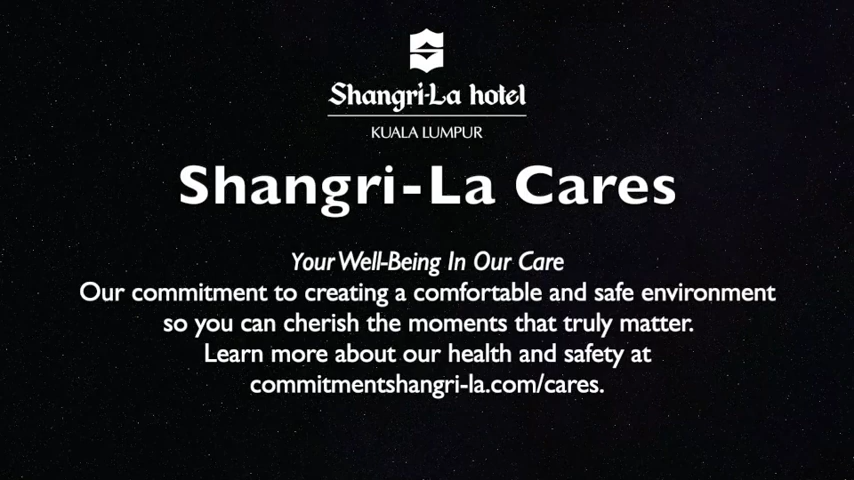 Shangri-La hotel
KUALA LUMPUR
Shangri-La Cares
Your Well-Being In Our Care
Our commitment to creating a comfortable and safe environment
so you can cherish the moments that truly matter.
Learn more about our health and safety at
commitmentshangri-la.com/cares.